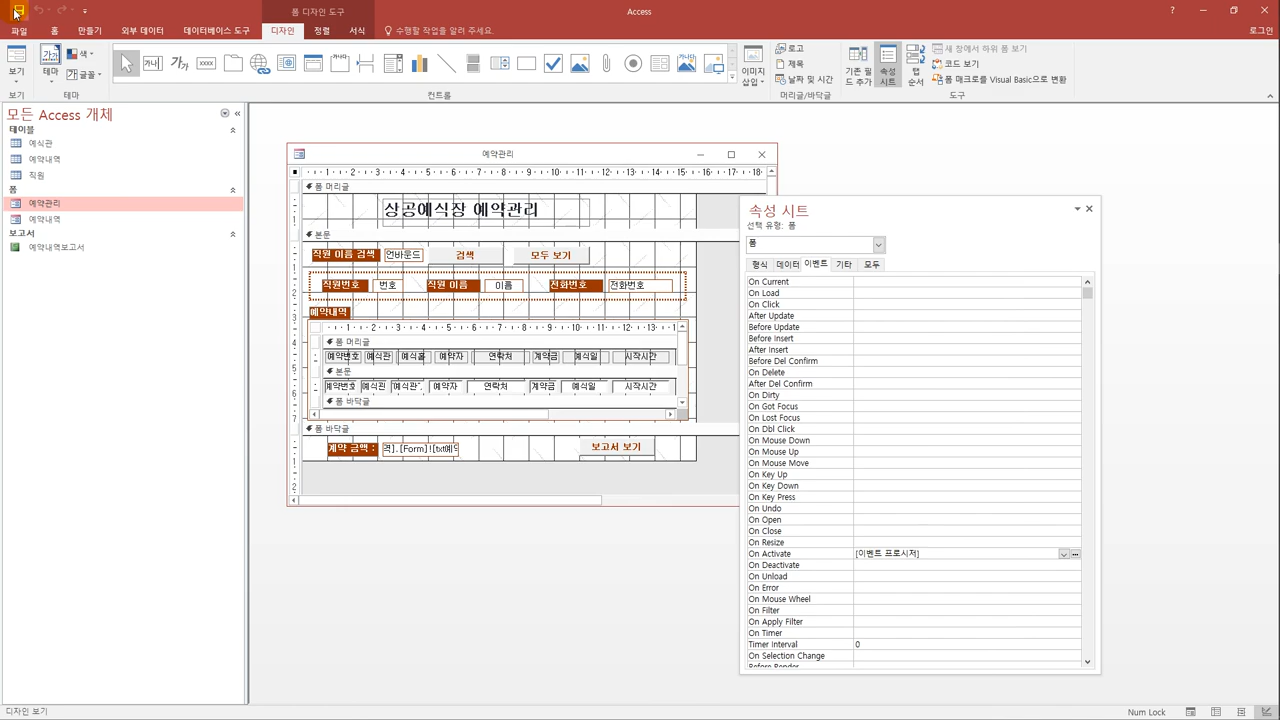 폼 디자인 도구
Access
?
파일 홈 만들기 외부 데이터 데이터베이스 도구 디자인 정렬 서식 수행할 작업을 알려 주세요. 로그인
보기
테마
색
글꼴
이미지 삽입
로고
제목
날짜 및 시간
기존 필드 추가
속성 시트
탭 순서
새 창에서 하위 폼 보기
코드 보기
폼 매크로를 Visual Basic으로 변환
보기 테마 컨트롤 머리글/바닥글 도구
모든 Access 개체
테이블
예식관
예약내역
직원
폼
예약관리
예약내역
보고서
예약내역보고서
예약관리
폼 머리글
상공예식장 예약관리
본문
직원 이름 검색 언바운드 검색 모두 보기
직원번호 번호 직원 이름 이름 전화번호 전화번호
예약내역
폼 머리글
예약번호 예식관 예식홀 예약자 연락처 계약금 예식일 시작시간
본문
예약번호 예식관 예식관 예약자 연락처 계약금 예식일 시작시간
폼 바닥글
폼 바닥글
계약 금액 : 역].[Form]![txt예약 보고서 보기
속성 시트
선택 유형: 폼
폼
형식 데이터 이벤트 기타 모두
On Current
On Load
On Click
After Update
Before Update
Before Insert
After Insert
Before Del Confirm
On Delete
After Del Confirm
On Dirty
On Got Focus
On Lost Focus
On Dbl Click
On Mouse Down
On Mouse Up
On Mouse Move
On Key Up
On Key Down
On Key Press
On Undo
On Open
On Close
On Resize
On Activate [이벤트 프로시저]
On Deactivate
On Unload
On Error
On Mouse Wheel
On Filter
On Apply Filter
On Timer
Timer Interval 0
On Selection Change
Before Render
디자인 보기
Num Lock